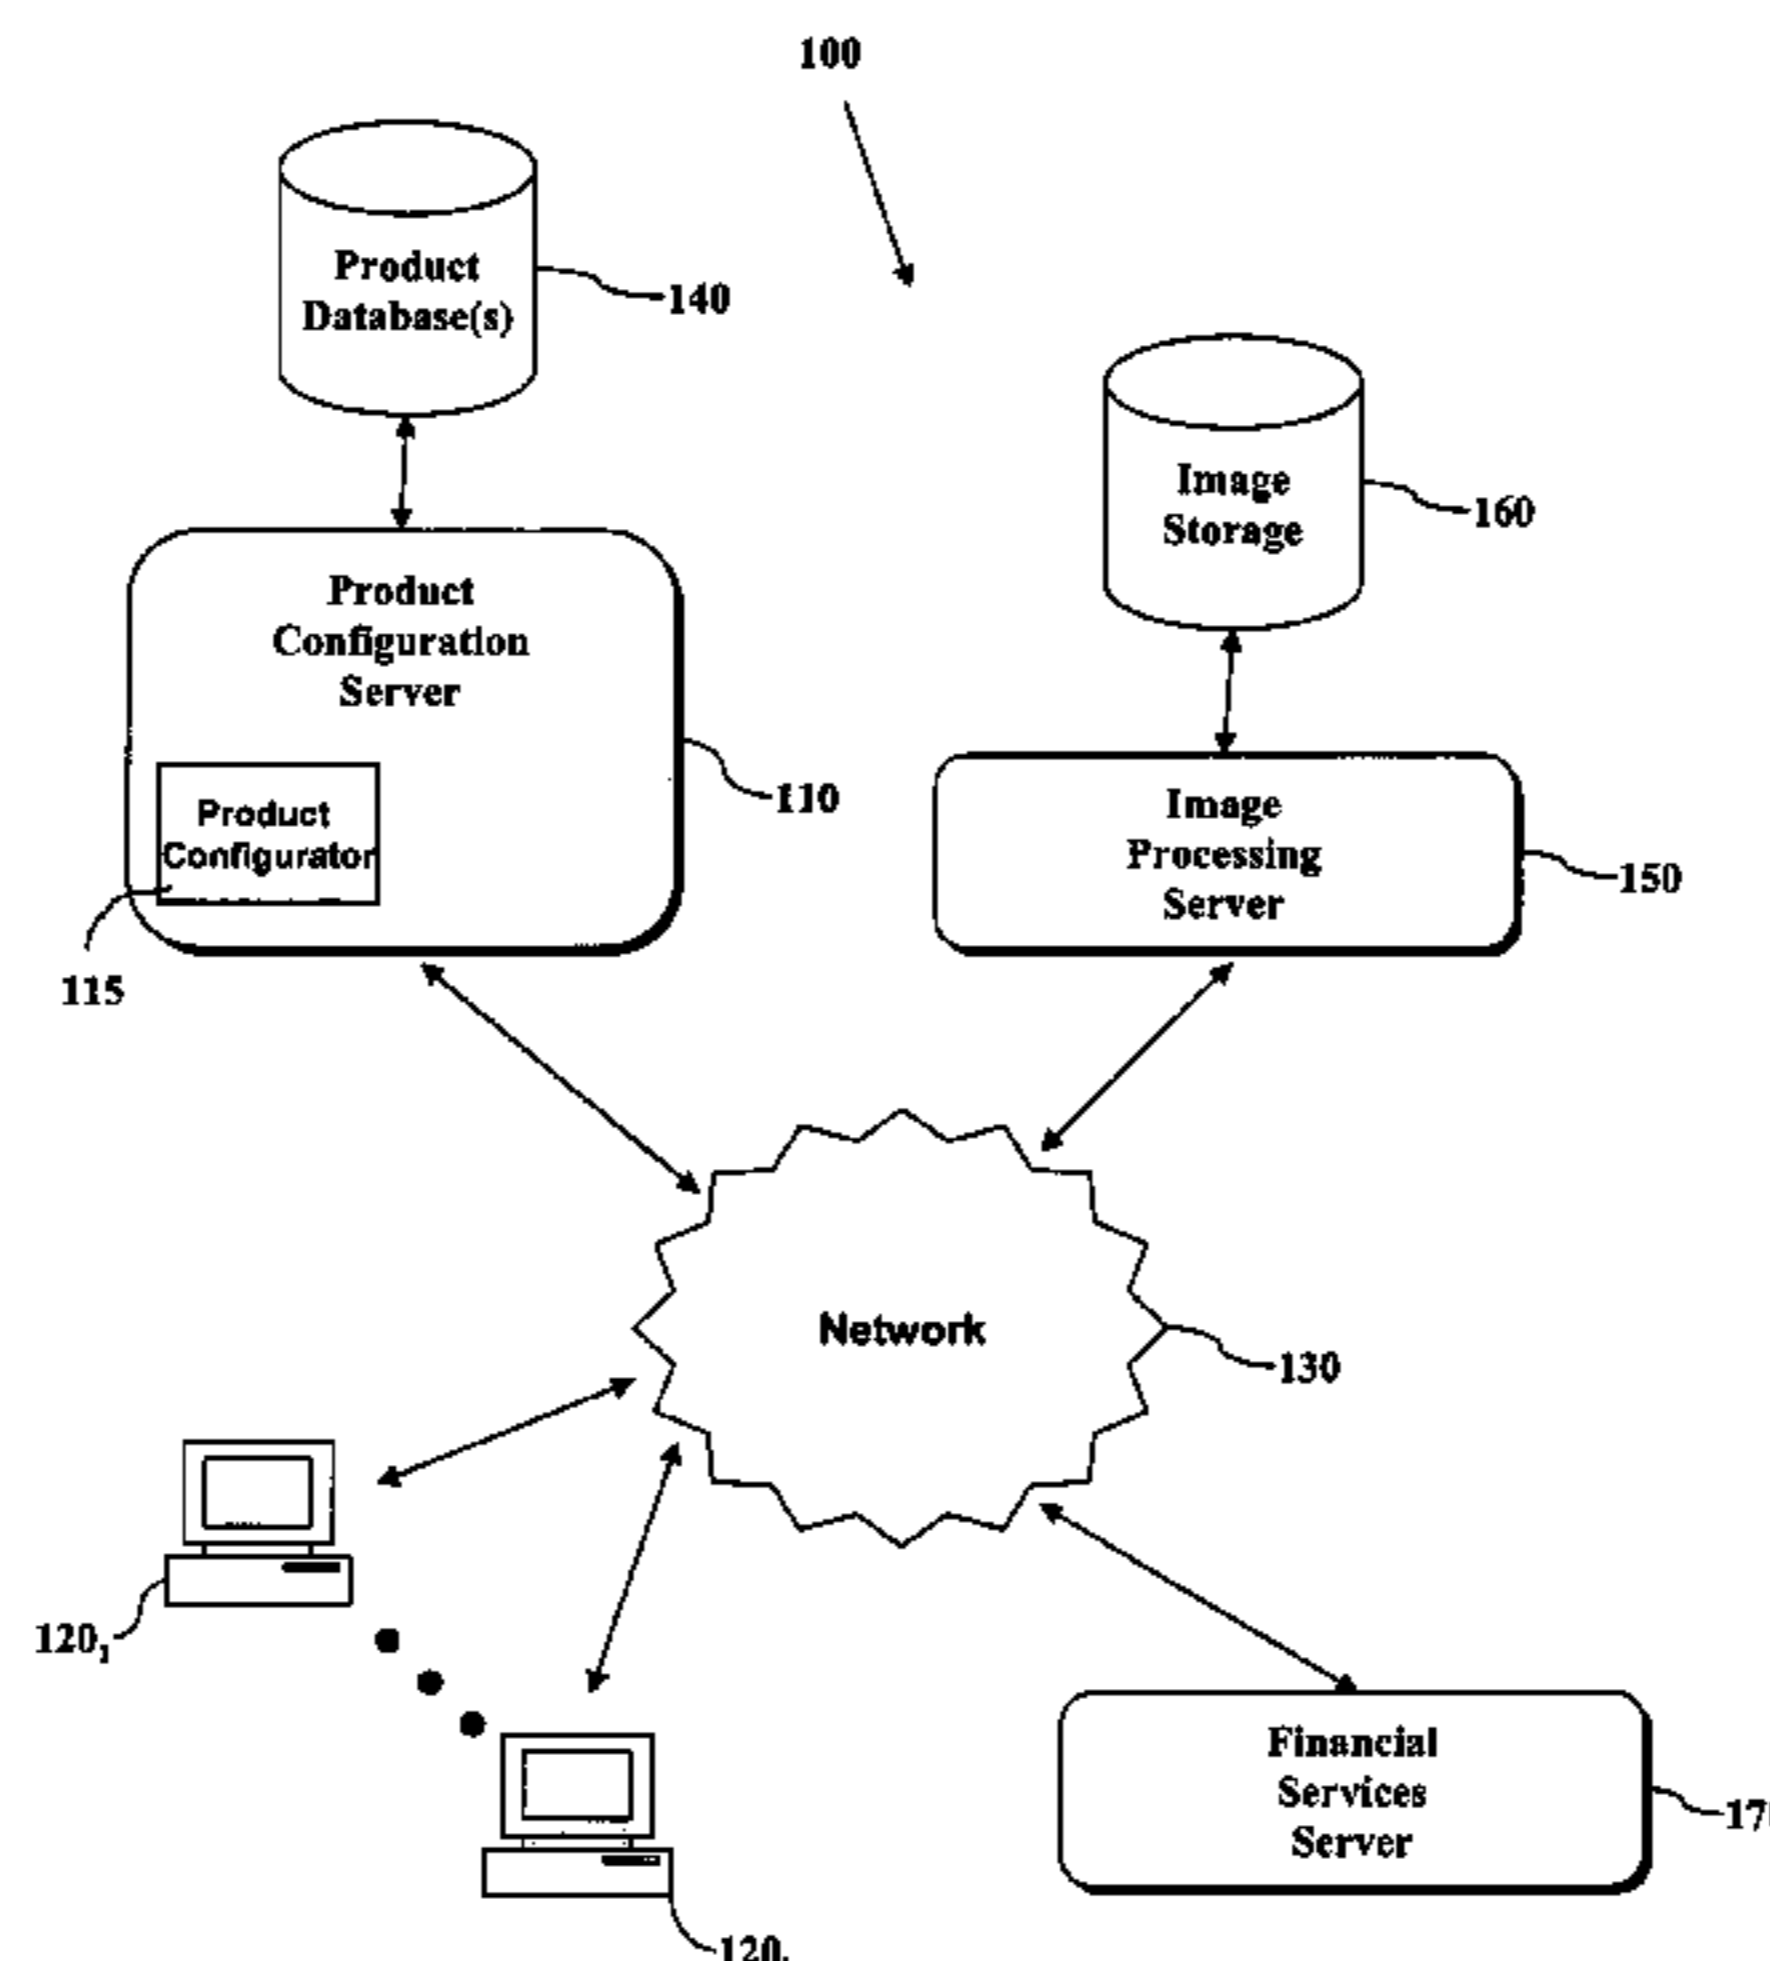 100
Product
Database(s)
140
Image
Storage
160
Product
Configuration
Server
110
Product
Configurator
115
Image
Processing
Server
150
Network
130
120₁
Financial
Services
Server
120